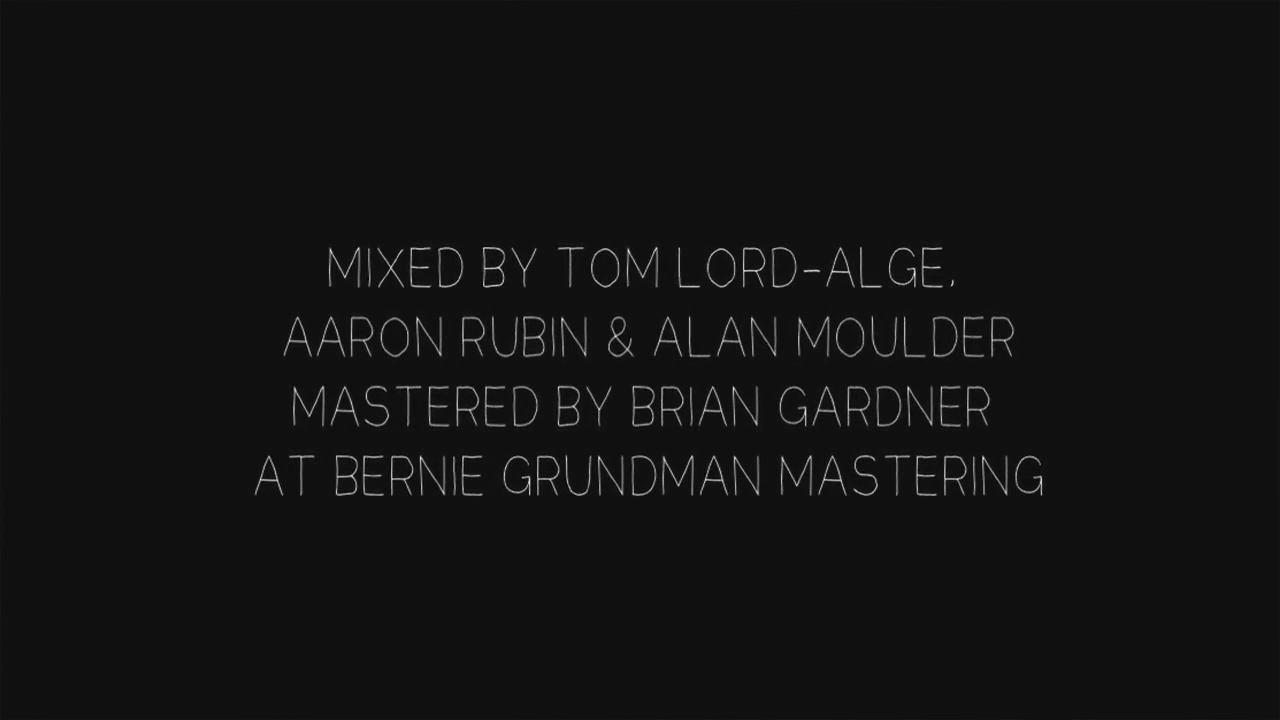 MIXED BY TOM LORD-ALGE,
AARON RUBIN & ALAN MOULDER
MASTERED BY BRIAN GARDNER
AT BERNIE GRUNDMAN MASTERING